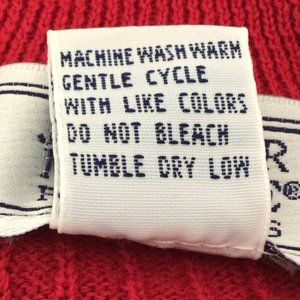 MACHINE WASH WARM
GENTLE CYCLE
WITH LIKE COLORS
DO NOT BLEACH
TUMBLE DRY LOW